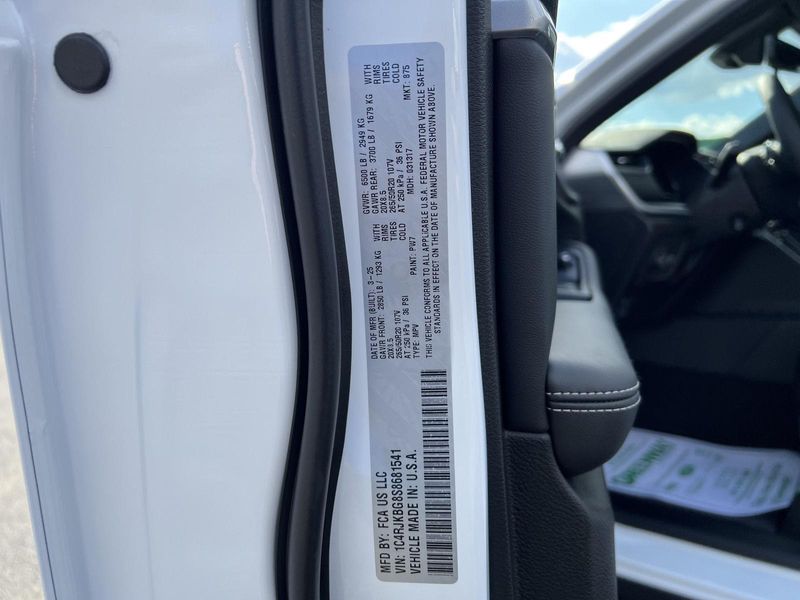 MFD BY: FCA US LLC
VIN: 1C4RJKBG8S8681541
VEHICLE MADE IN: U.S.A.
DATE OF MFR (BUILT): 3-25 GVWR: 6500 LB / 2949 KG
GAWR FRONT: 2850 LB / 1293 KG WITH GAWR REAR: 3700 LB / 1679 KG WITH
20X8.5 RIMS 20X8.5 RIMS
265/50R20 107V TIRES 265/50R20 107V TIRES
AT 250 kPa / 36 PSI COLD AT 250 kPa / 36 PSI COLD
TYPE: MPV PAINT: PW7 MDH: 031317 MKT: 875
THIS VEHICLE CONFORMS TO ALL APPLICABLE U.S.A. FEDERAL MOTOR VEHICLE SAFETY
STANDARDS IN EFFECT ON THE DATE OF MANUFACTURE SHOWN ABOVE.
GREENWAY